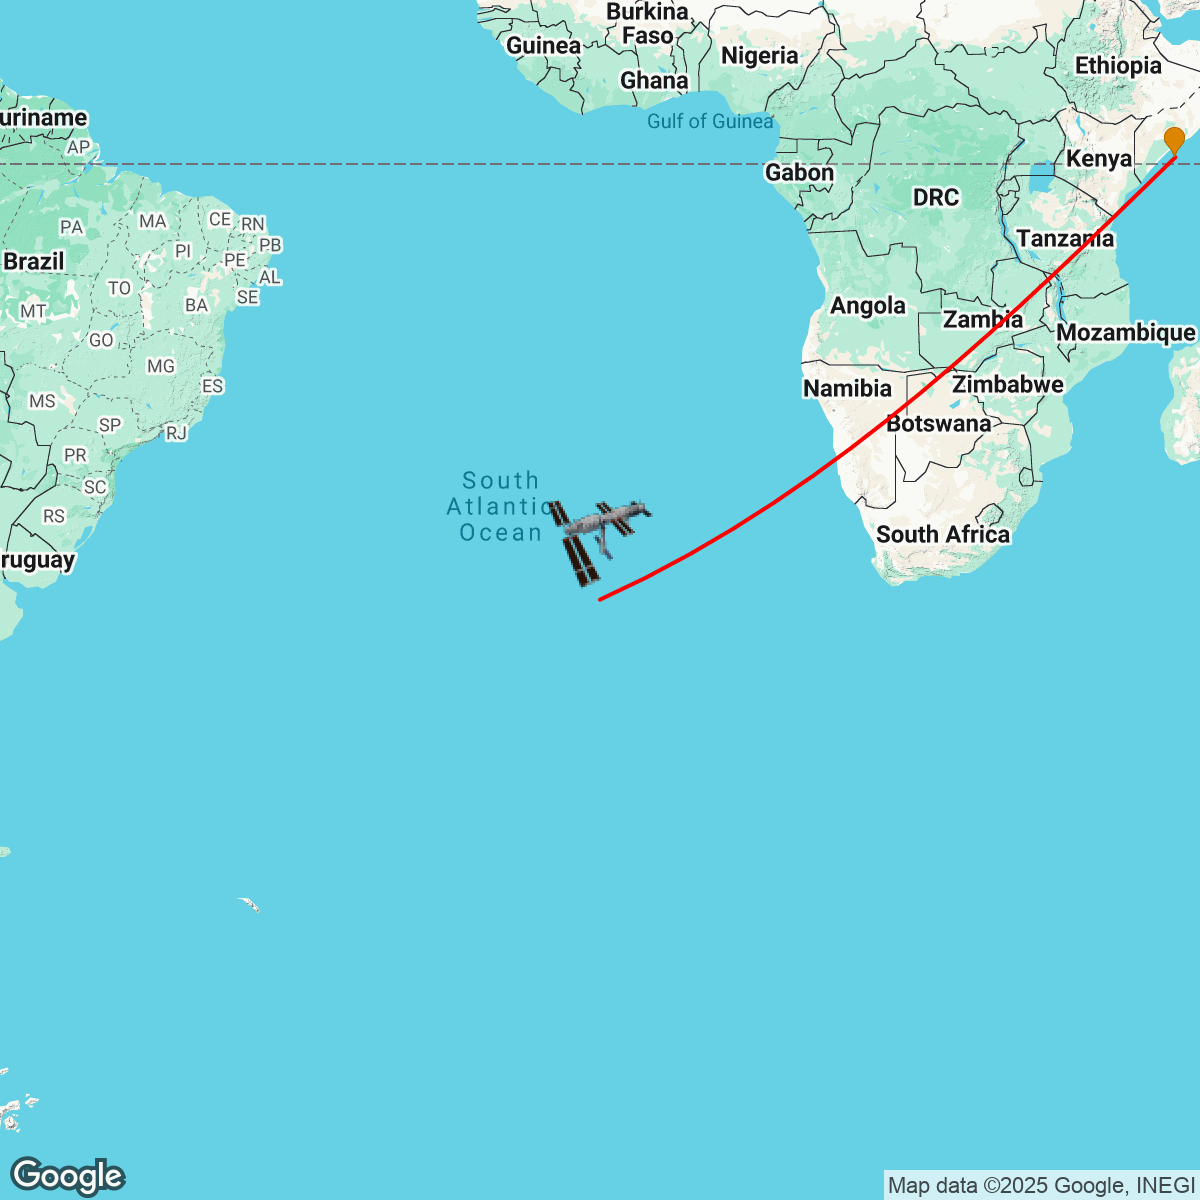 Burkina
Faso
Guinea
Nigeria
Ethiopia
Ghana
uriname
Gulf of Guinea
AP
Kenya
Gabon
DRC
PA
MA
CE
RN
PI
PB
PE
Tanzania
Brazil
AL
TO
SE
BA
MT
Angola
Zambia
Mozambique
GO
MG
ES
Namibia
Zimbabwe
MS
SP
RJ
Botswana
PR
SC
South
Atlantic
Ocean
RS
South Africa
ruguay
Google
Map data ©2025 Google, INEGI